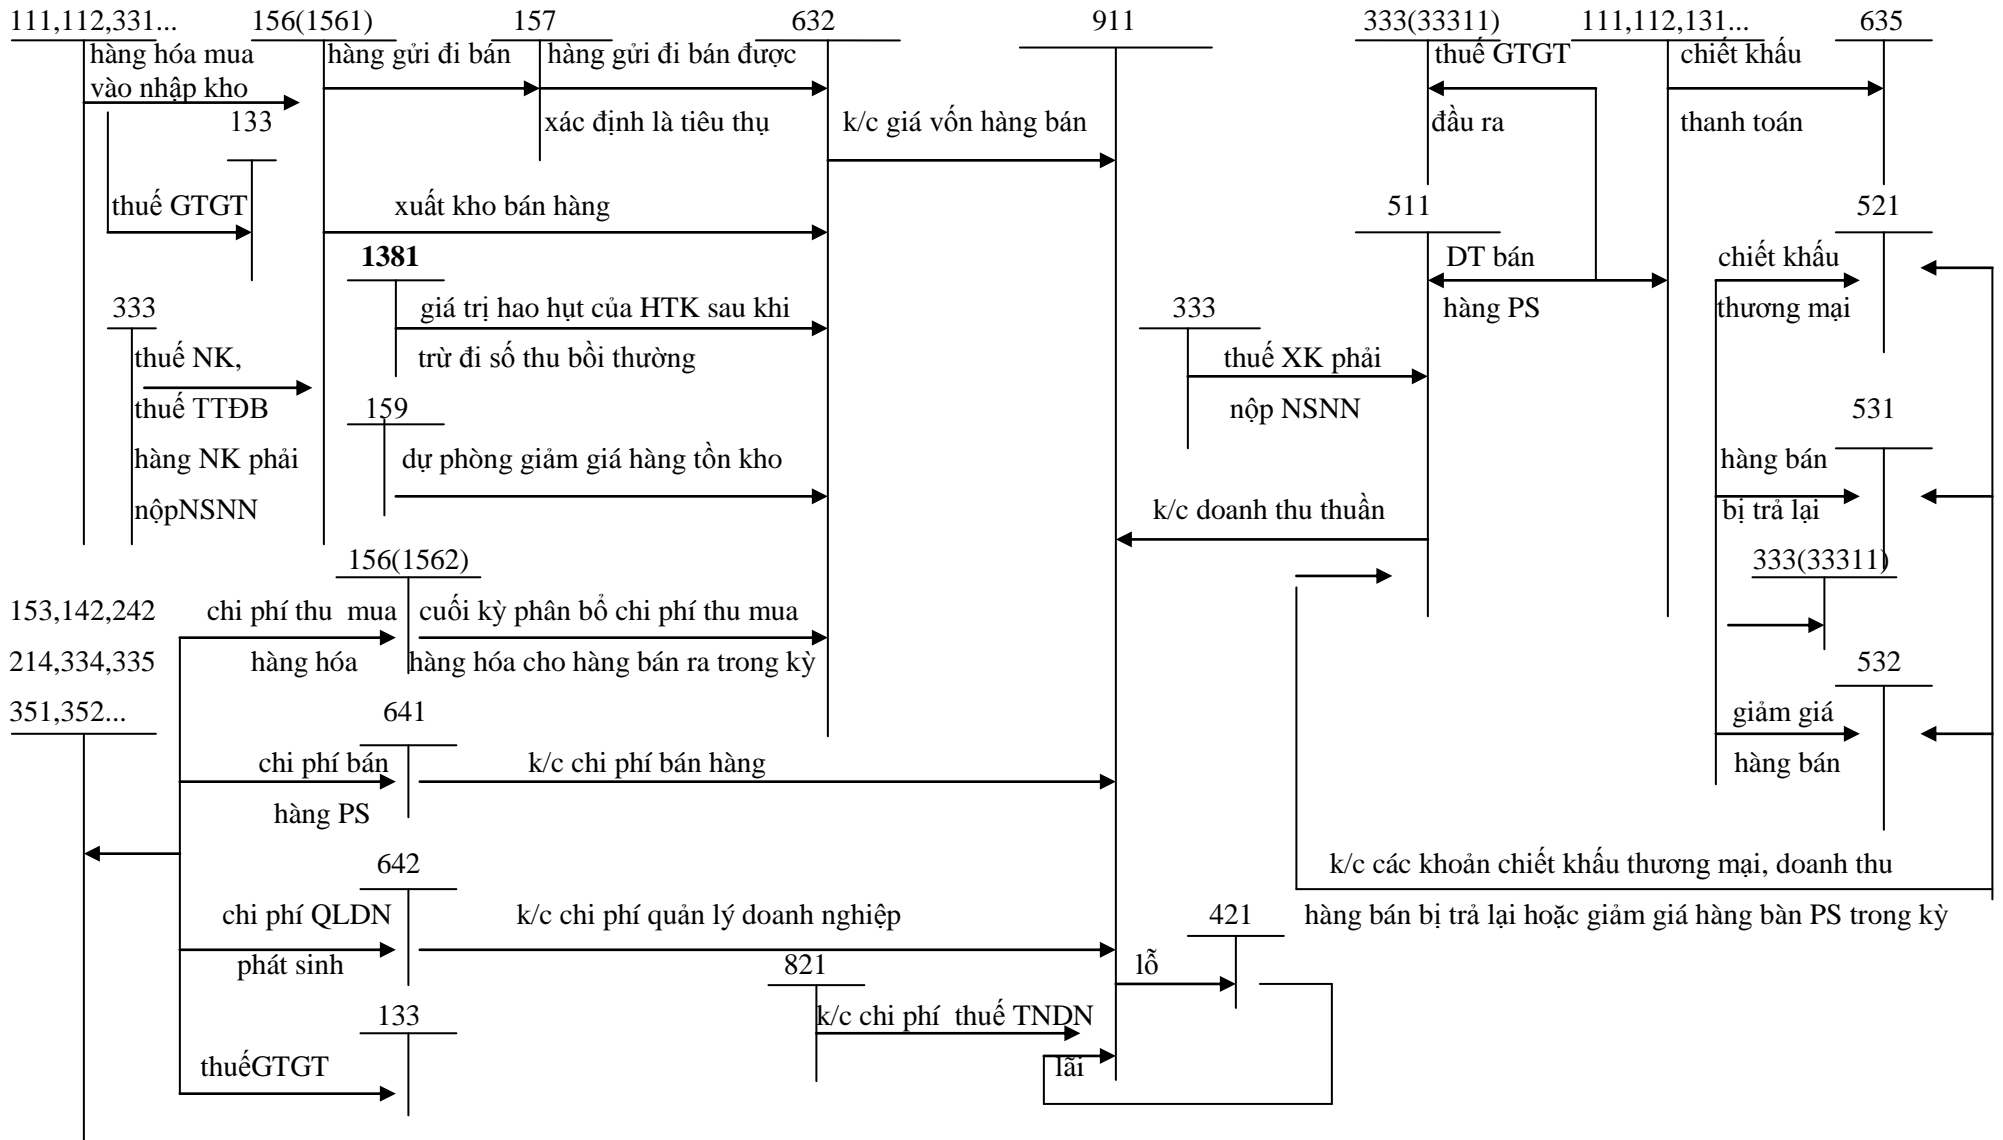 111,112,331... 156(1561) 157 632 911 333(33311) 111,112,131... 635
hàng hóa mua hàng gửi đi bán hàng gửi đi bán được thuế GTGT chiết khấu
vào nhập kho
133 xác định là tiêu thụ k/c giá vốn hàng bán đầu ra thanh toán
thuế GTGT xuất kho bán hàng 511 521
1381 DT bán chiết khấu
333 giá trị hao hụt của HTK sau khi 333 hàng PS thương mại
thuế NK, trừ đi số thu bồi thường thuế XK phải
thuế TTĐB 159 nộp NSNN 531
hàng NK phải dự phòng giảm giá hàng tồn kho hàng bán
nộpNSNN k/c doanh thu thuần bị trả lại
156(1562) 333(33311)
153,142,242 chi phí thu mua cuối kỳ phân bổ chi phí thu mua
214,334,335 hàng hóa hàng hóa cho hàng bán ra trong kỳ 532
351,352... 641 giảm giá
chi phí bán k/c chi phí bán hàng hàng bán
hàng PS
642 k/c các khoản chiết khấu thương mại, doanh thu
chi phí QLDN k/c chi phí quản lý doanh nghiệp 421 hàng bán bị trả lại hoặc giảm giá hàng bàn PS trong kỳ
phát sinh 821 lỗ
133 k/c chi phí thuế TNDN
thuếGTGT lãi